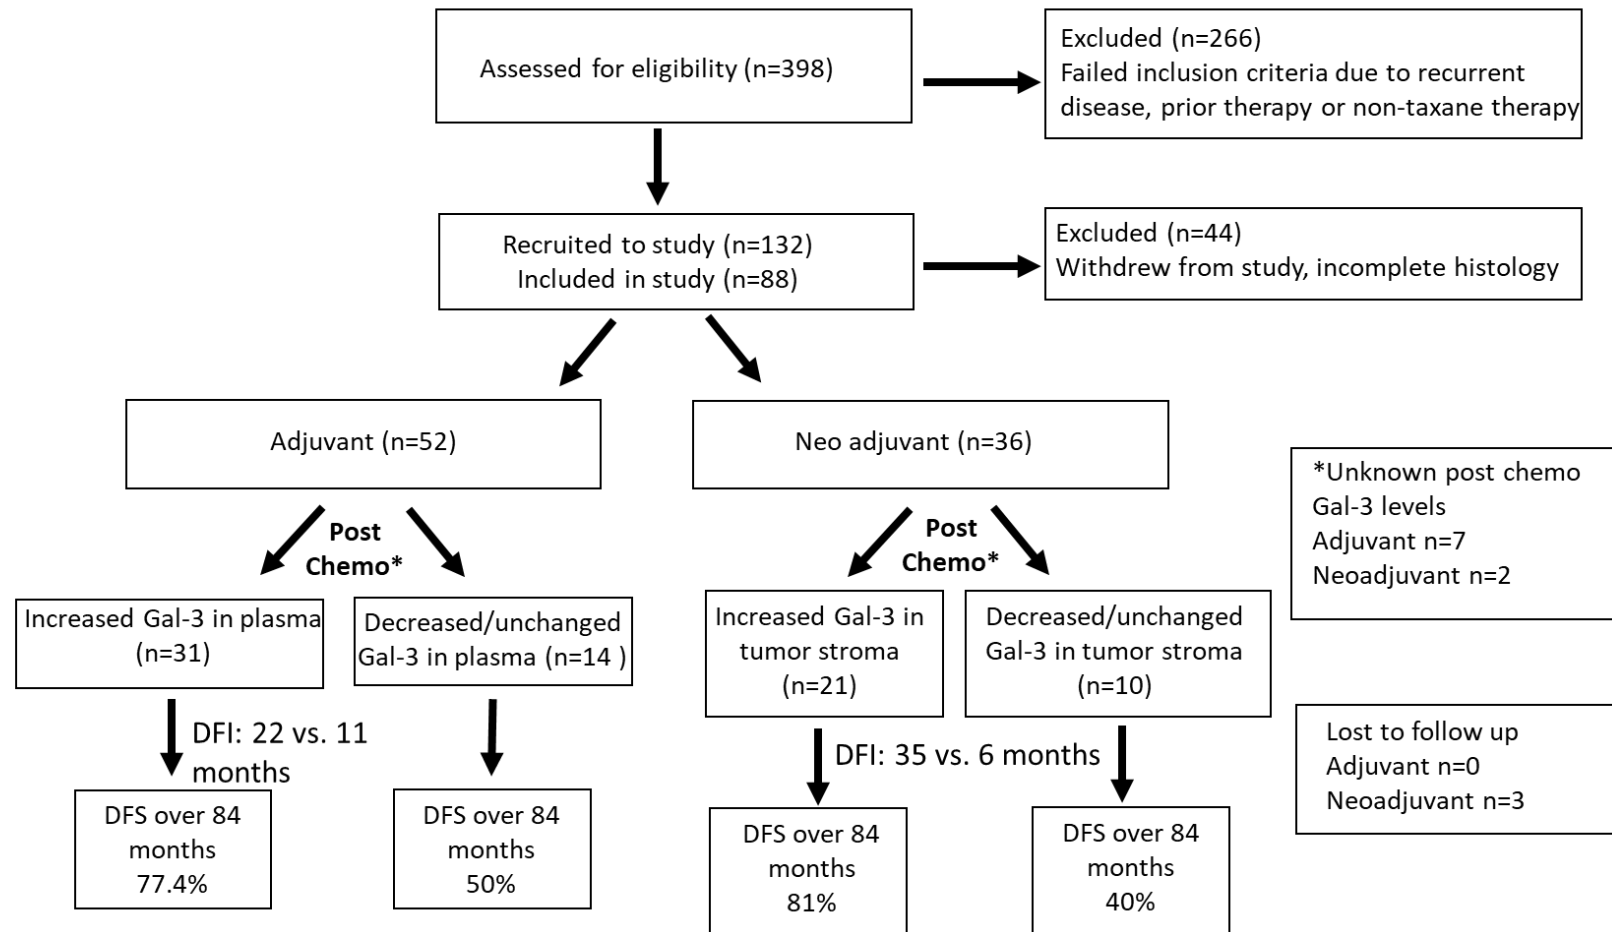 Assessed for eligibility (n=398)
Excluded (n=266)
Failed inclusion criteria due to recurrent
disease, prior therapy or non-taxane therapy
Recruited to study (n=132)
Included in study (n=88)
Excluded (n=44)
Withdrew from study, incomplete histology
Adjuvant (n=52)
Neo adjuvant (n=36)
*Unknown post chemo
Gal-3 levels
Adjuvant n=7
Neoadjuvant n=2
Post
Chemo*
Post
Chemo*
Increased Gal-3 in plasma
(n=31)
Decreased/unchanged
Gal-3 in plasma (n=14 )
Increased Gal-3 in
tumor stroma
(n=21)
Decreased/unchanged
Gal-3 in tumor stroma
(n=10)
Lost to follow up
Adjuvant n=0
Neoadjuvant n=3
DFI: 22 vs. 11
months
DFI: 35 vs. 6 months
DFS over 84
months
77.4%
DFS over 84
months
50%
DFS over 84
months
81%
DFS over 84
months
40%